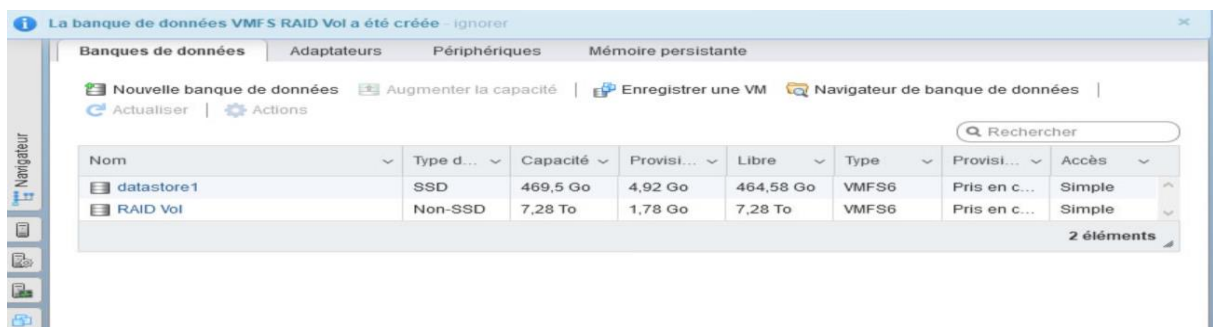 La banque de données VMFS RAID Vol a été créée - ignorer
Banques de données Adaptateurs Périphériques Mémoire persistante
Nouvelle banque de données Augmenter la capacité | Enregistrer une VM Navigateur de banque de données |
Actualiser | Actions
Rechercher
Navigateur
Nom Type d... Capacité Provisi... Libre Type Provisi... Accès
datastore1 SSD 469,5 Go 4,92 Go 464,58 Go VMFS6 Pris en c... Simple
RAID Vol Non-SSD 7,28 To 1,78 Go 7,28 To VMFS6 Pris en c... Simple
2 éléments